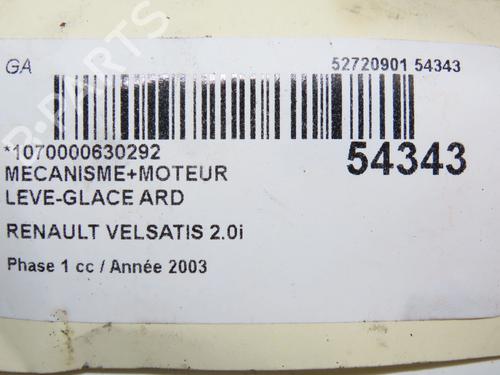 GA
52720901 54343
*1070000630292
54343
MECANISME+MOTEUR
LEVE-GLACE ARD
RENAULT VELSATIS 2.0i
Phase 1 cc / Année 2003